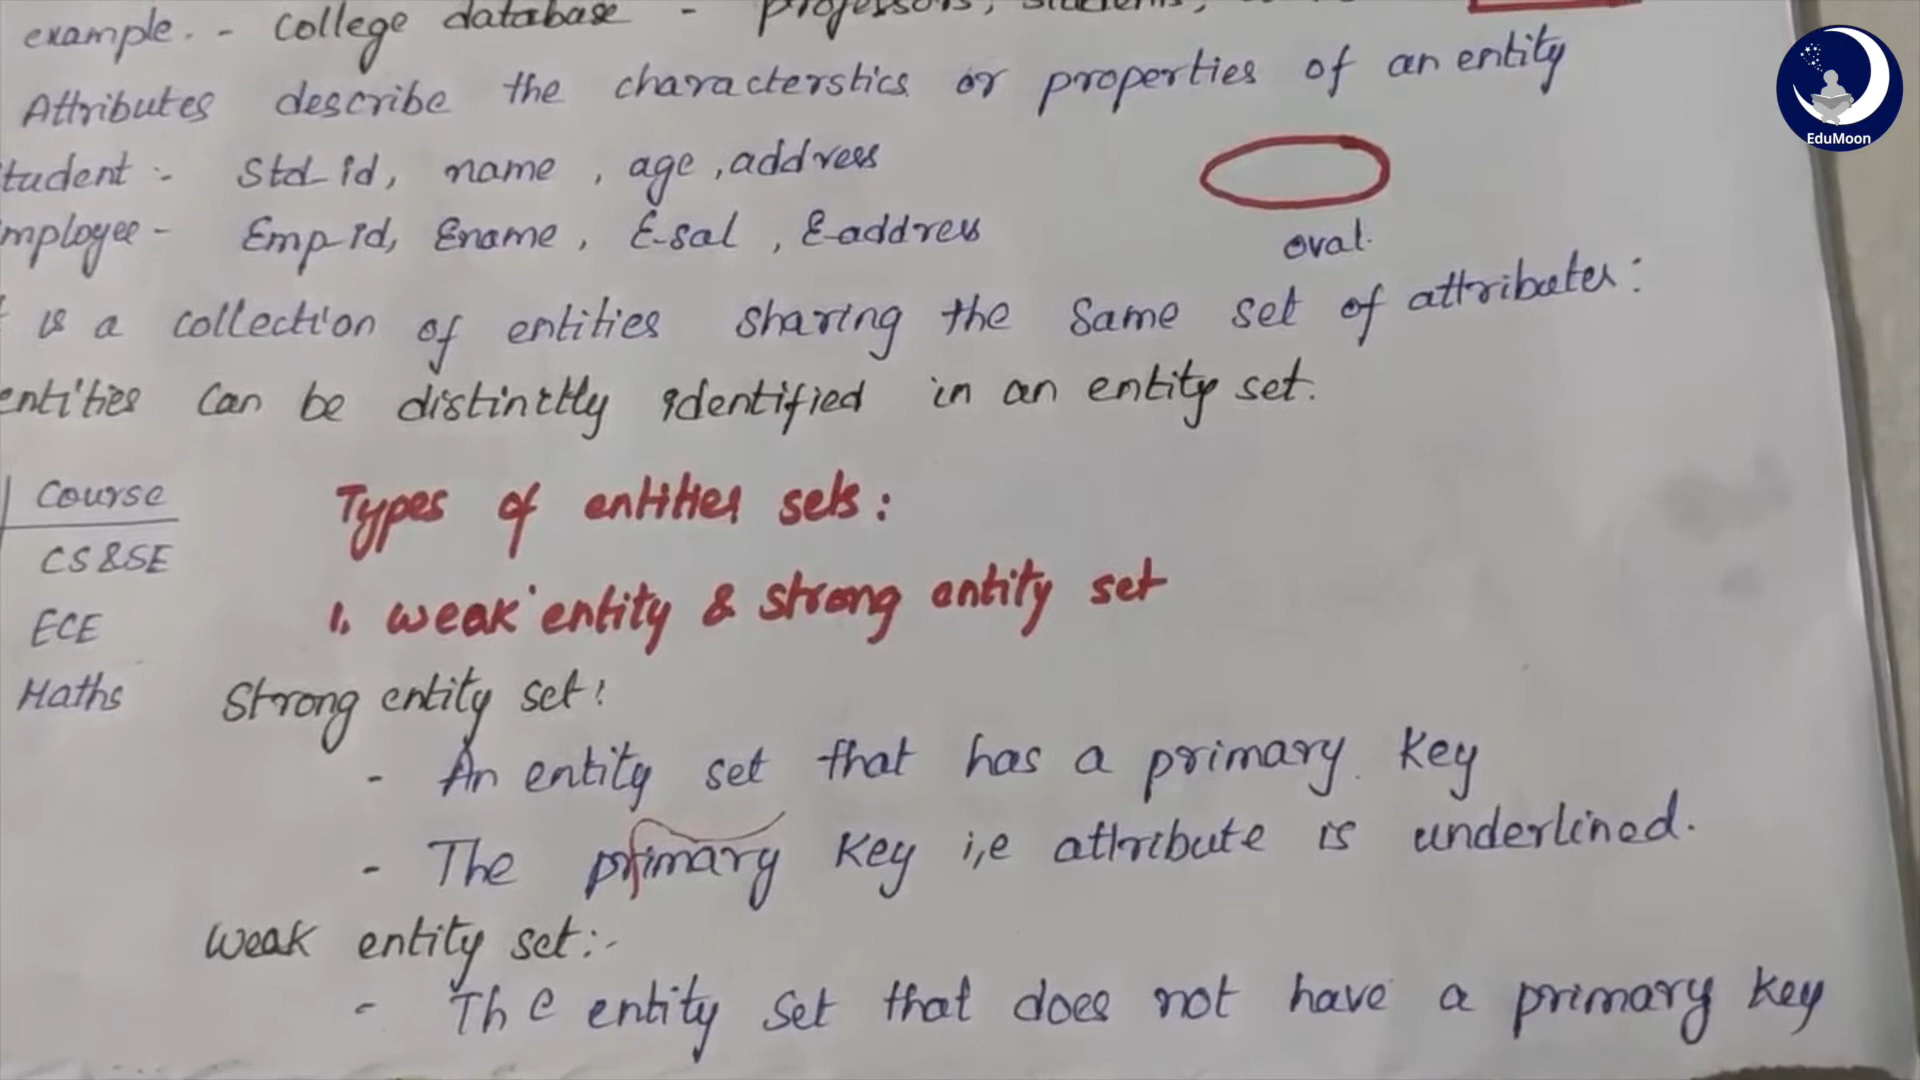 example. - College database - professors, students,
Attributes describe the characterstics or properties of an entity
tudent :- Std_id, name, age, address
mployee - Emp_id, Ename, E-sal, E-address
oval.
is a collection of entities sharing the same set of attributes:
entities can be distinctly identified in an entity set.
Course
CS&SE
ECE
Maths
Types of entities sets:
1. weak entity & strong entity set
Strong entity set:
- An entity set that has a primary key
- The primary key i,e attribute is underlined.
weak entity set:-
- The entity set that does not have a primary key
EduMoon